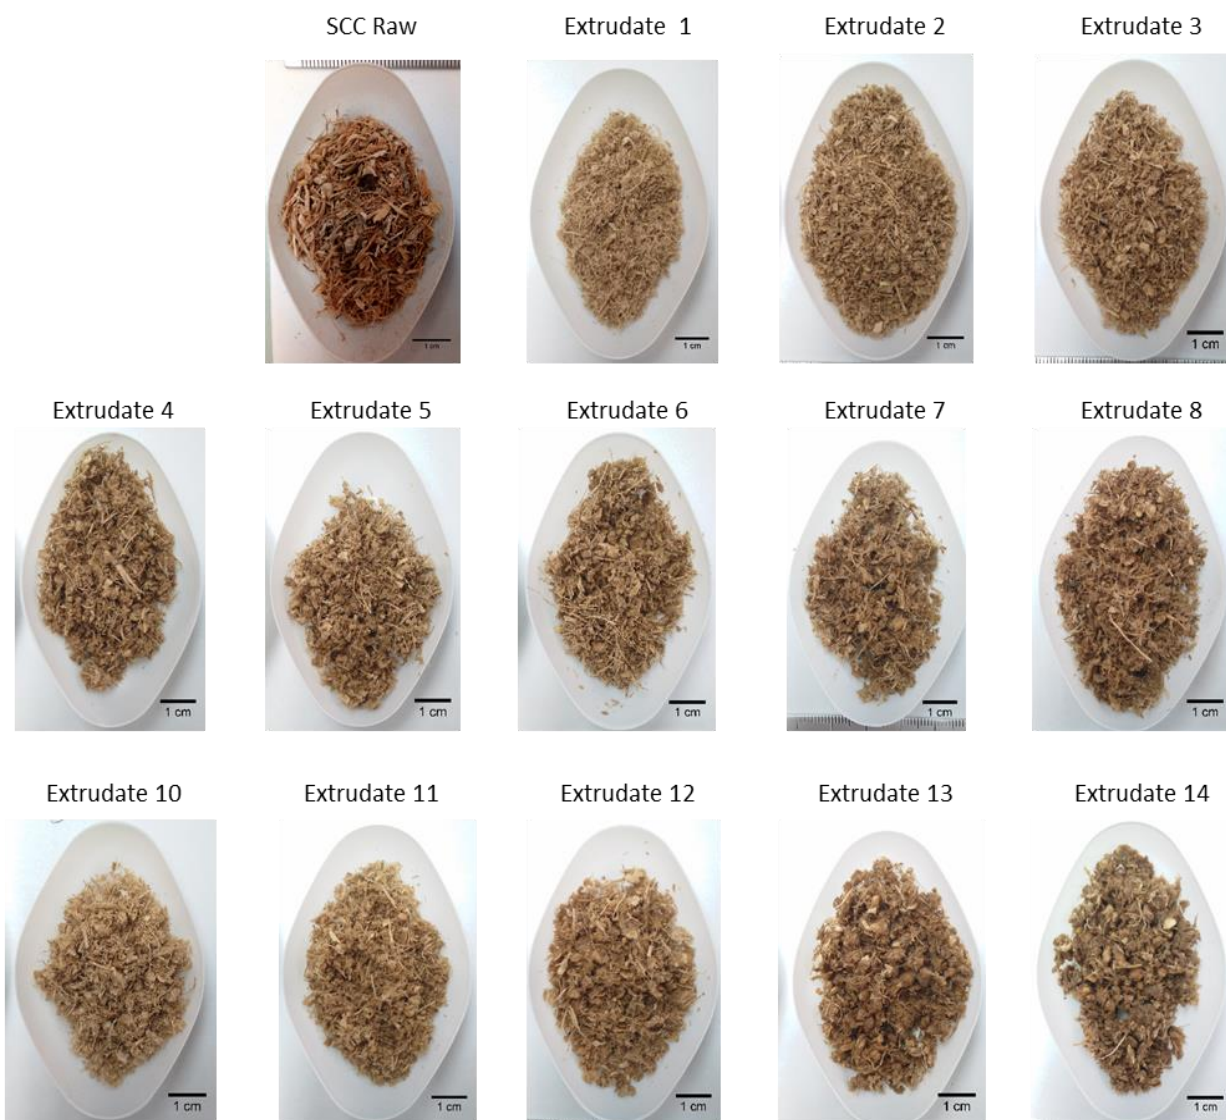 SCC Raw
Extrudate 1
Extrudate 2
Extrudate 3
1 cm
1 cm
1 cm
1 cm
Extrudate 4
Extrudate 5
Extrudate 6
Extrudate 7
Extrudate 8
1 cm
1 cm
1 cm
1 cm
1 cm
Extrudate 10
Extrudate 11
Extrudate 12
Extrudate 13
Extrudate 14
1 cm
1 cm
1 cm
1 cm
1 cm